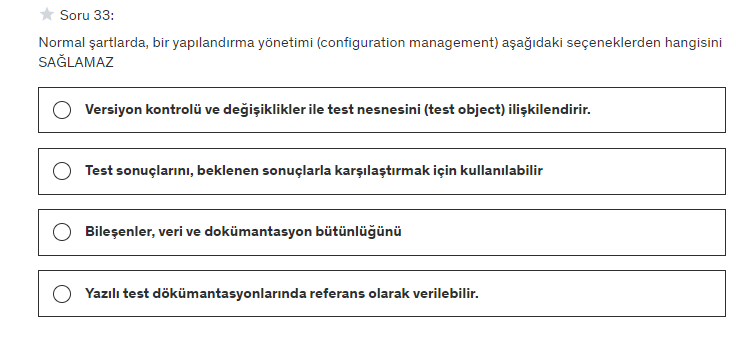 Soru 33:
Normal şartlarda, bir yapılandırma yönetimi (configuration management) aşağıdaki seçeneklerden hangisini
SAĞLAMAZ
Versiyon kontrolü ve değişiklikler ile test nesnesini (test object) ilişkilendirir.
Test sonuçlarını, beklenen sonuçlarla karşılaştırmak için kullanılabilir
Bileşenler, veri ve dokümantasyon bütünlüğünü
Yazılı test dökümantasyonlarında referans olarak verilebilir.